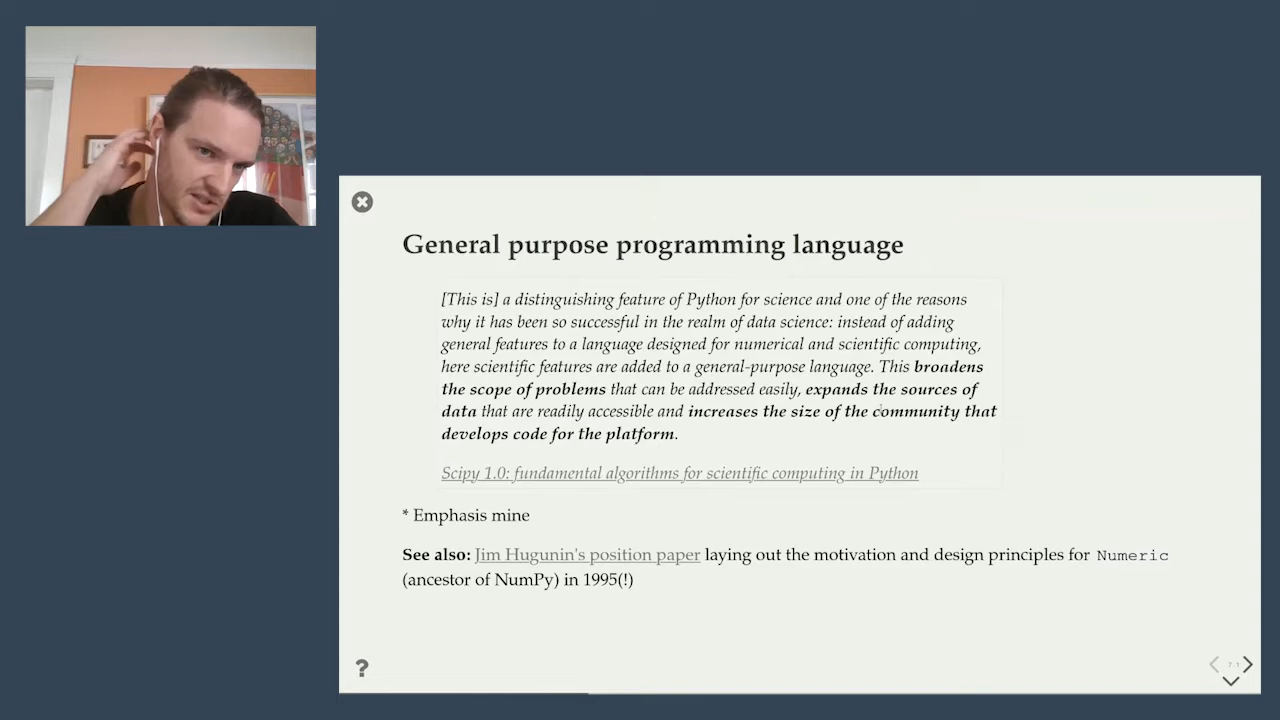 General purpose programming language
[This is] a distinguishing feature of Python for science and one of the reasons
why it has been so successful in the realm of data science: instead of adding
general features to a language designed for numerical and scientific computing,
here scientific features are added to a general-purpose language. This broadens
the scope of problems that can be addressed easily, expands the sources of
data that are readily accessible and increases the size of the community that
develops code for the platform.
Scipy 1.0: fundamental algorithms for scientific computing in Python
* Emphasis mine
See also: Jim Hugunin's position paper laying out the motivation and design principles for Numeric
(ancestor of NumPy) in 1995(!)
?
7.1